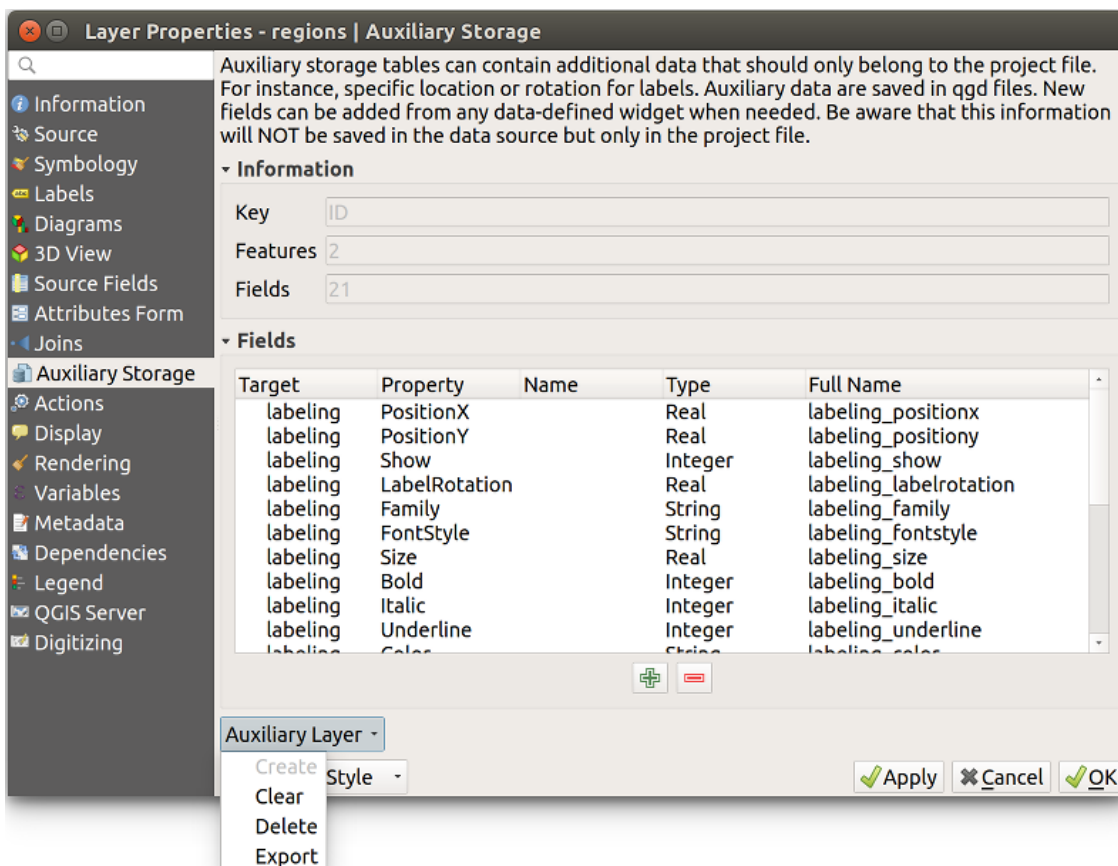 Layer Properties - regions | Auxiliary Storage
Information
Source
Symbology
Labels
Diagrams
3D View
Source Fields
Attributes Form
Joins
Auxiliary Storage
Actions
Display
Rendering
Variables
Metadata
Dependencies
Legend
QGIS Server
Digitizing
Auxiliary storage tables can contain additional data that should only belong to the project file.
For instance, specific location or rotation for labels. Auxiliary data are saved in qgd files. New
fields can be added from any data-defined widget when needed. Be aware that this information
will NOT be saved in the data source but only in the project file.
Information
Key ID
Features 2
Fields 21
Fields
Target Property Name Type Full Name
labeling PositionX Real labeling_positionx
labeling PositionY Real labeling_positiony
labeling Show Integer labeling_show
labeling LabelRotation Real labeling_labelrotation
labeling Family String labeling_family
labeling FontStyle String labeling_fontstyle
labeling Size Real labeling_size
labeling Bold Integer labeling_bold
labeling Italic Integer labeling_italic
labeling Underline Integer labeling_underline
labeling Color String labeling_color
Auxiliary Layer
Create
Clear
Delete
Export
Style
Apply Cancel OK